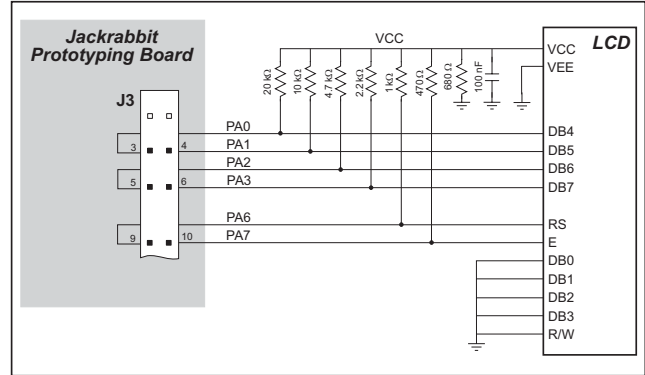 Jackrabbit
Prototyping Board
J3
3
4
5
6
9
10
PA0
PA1
PA2
PA3
PA6
PA7
VCC
20 kΩ
10 kΩ
4.7 kΩ
2.2 kΩ
1 kΩ
470 Ω
680 Ω
100 nF
LCD
VCC
VEE
DB4
DB5
DB6
DB7
RS
E
DB0
DB1
DB2
DB3
R/W